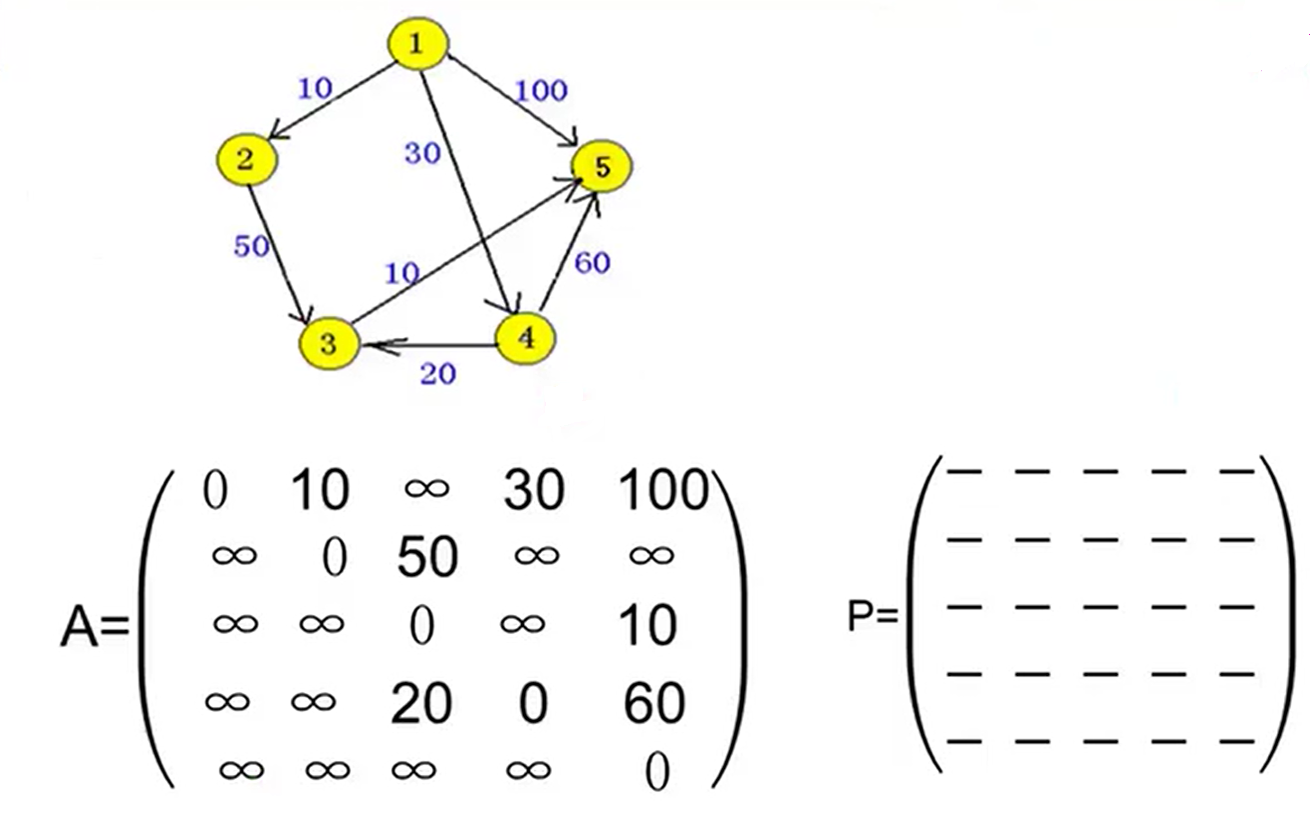 1
10
100
2
30
5
50
10
60
3
4
20
A=
0 10 ∞ 30 100
∞ 0 50 ∞ ∞
∞ ∞ 0 ∞ 10
∞ ∞ 20 0 60
∞ ∞ ∞ ∞ 0
P=
— — — — —
— — — — —
— — — — —
— — — — —
— — — — —